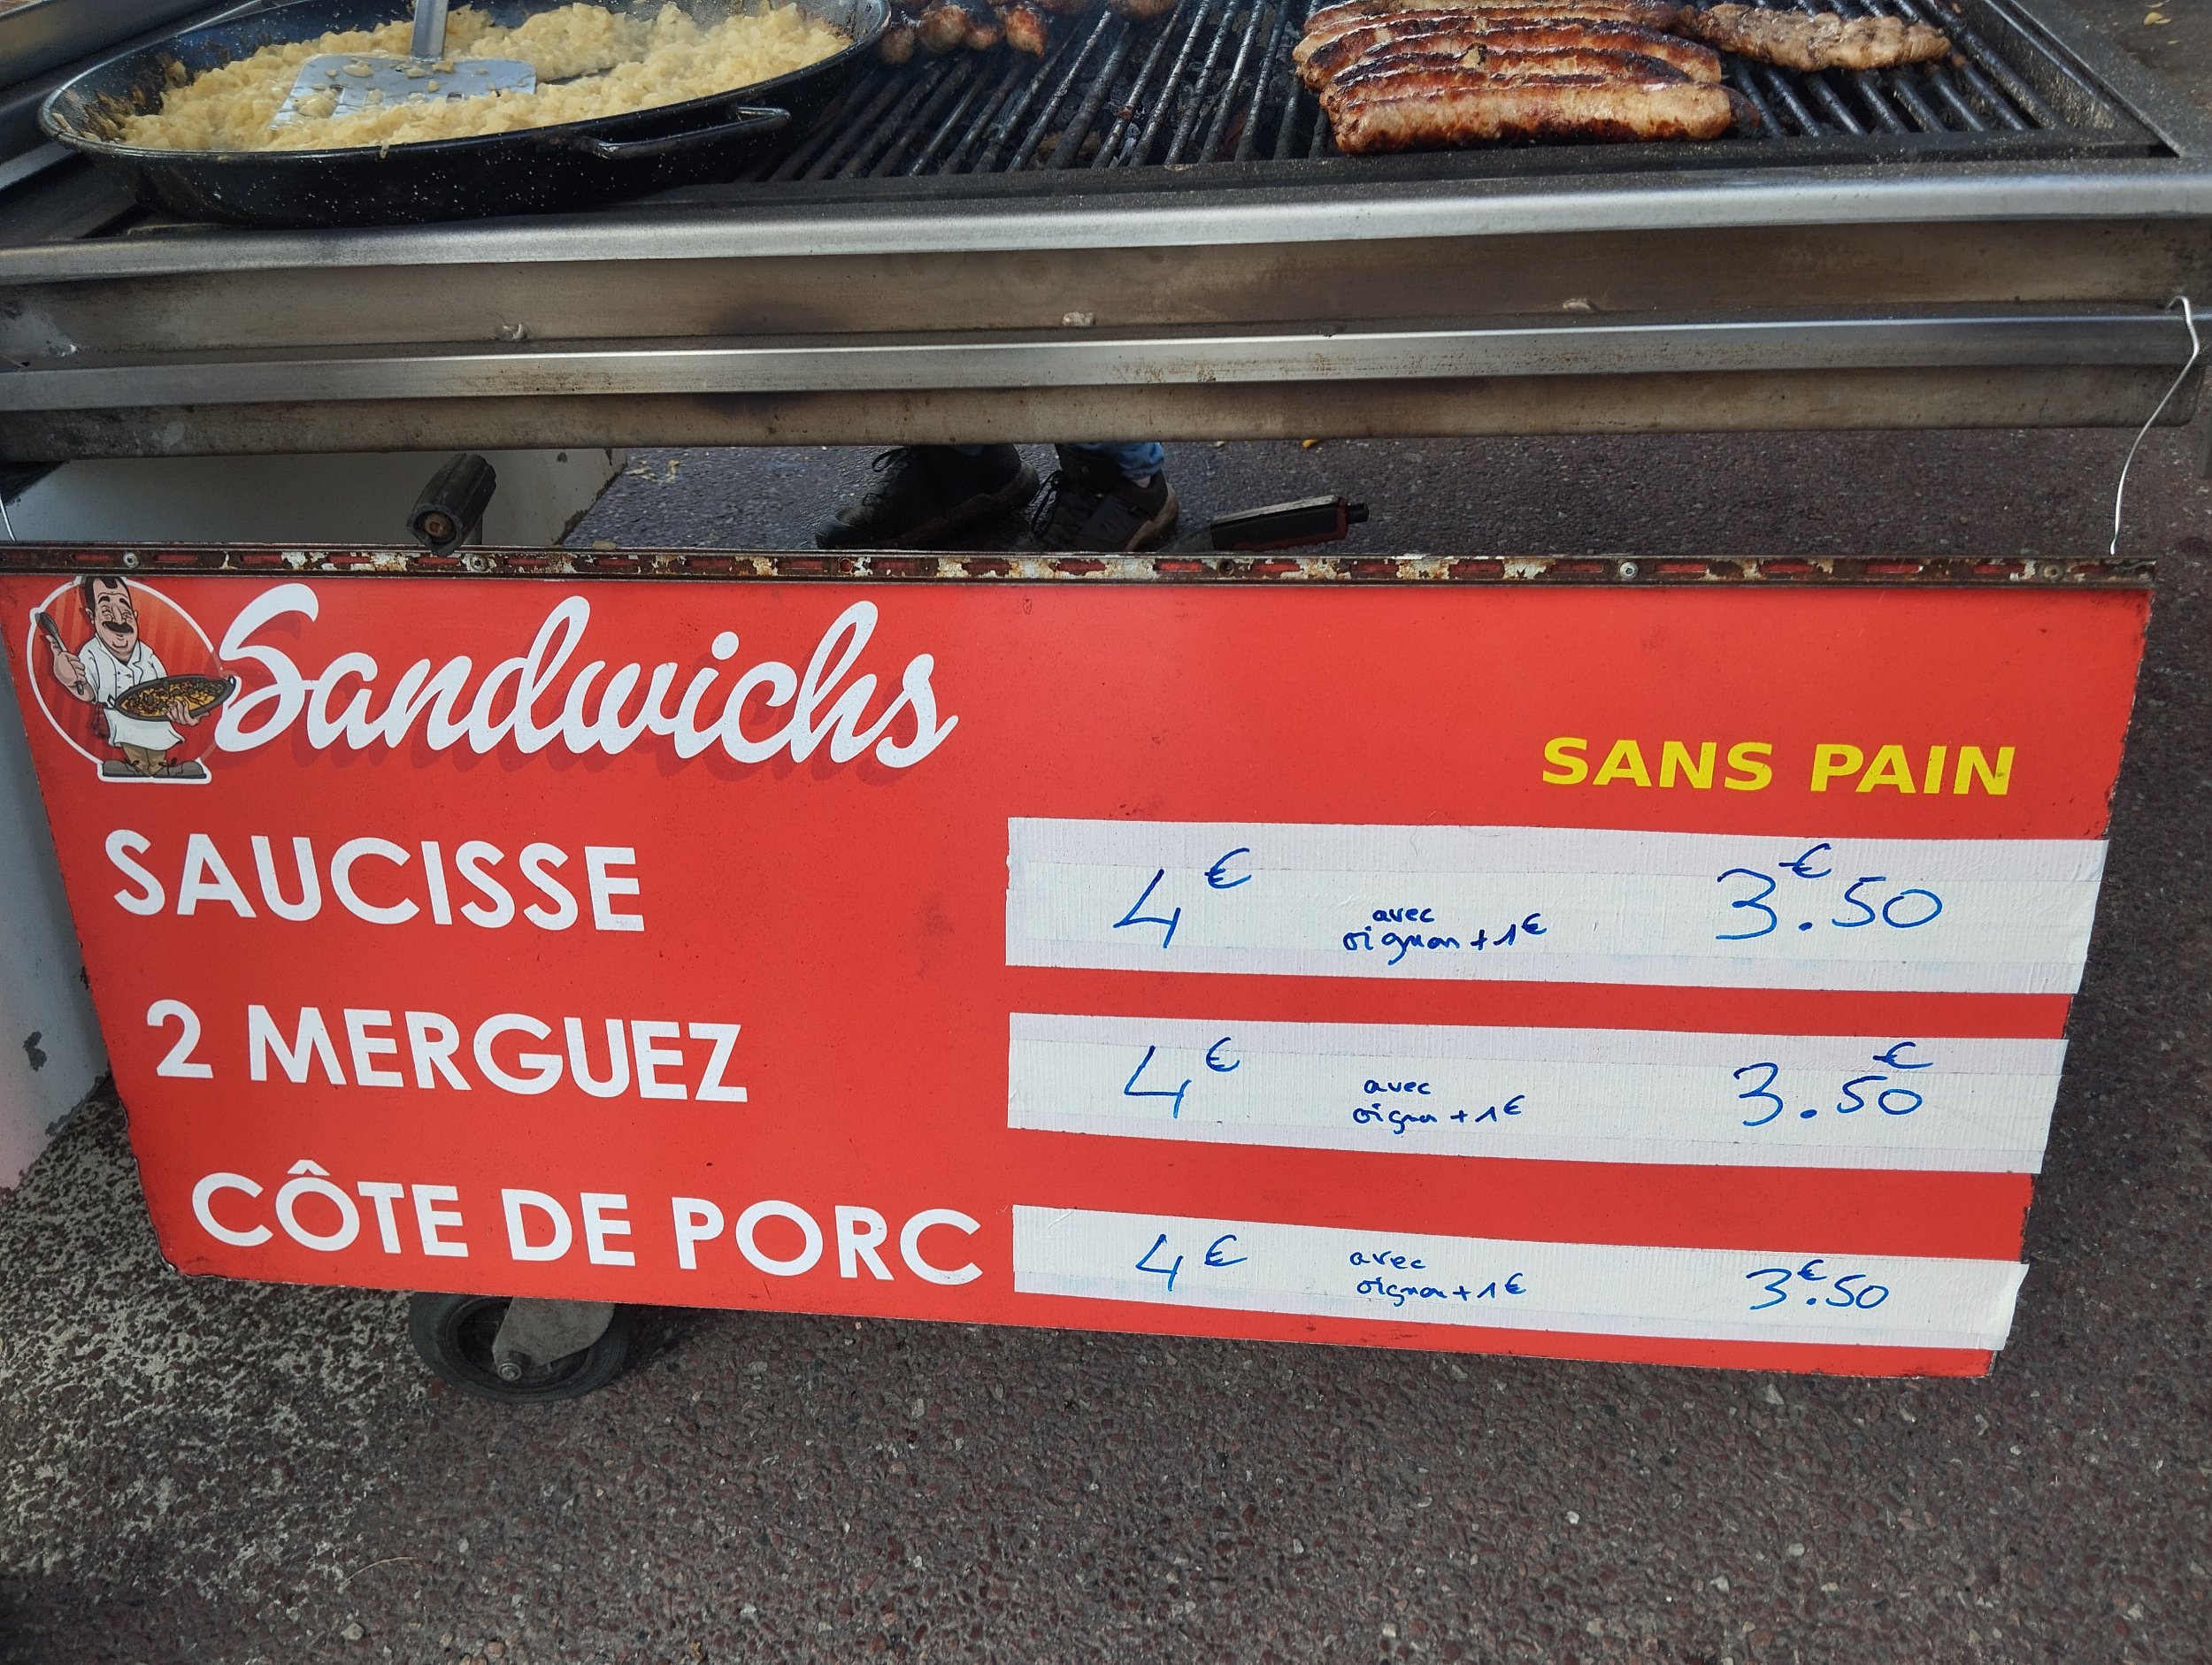 Sandwichs
SANS PAIN
SAUCISSE 4€ avec oignon + 1€ 3€.50
2 MERGUEZ 4€ avec oignon + 1€ 3.50€
CÔTE DE PORC 4€ avec oignon + 1€ 3€.50